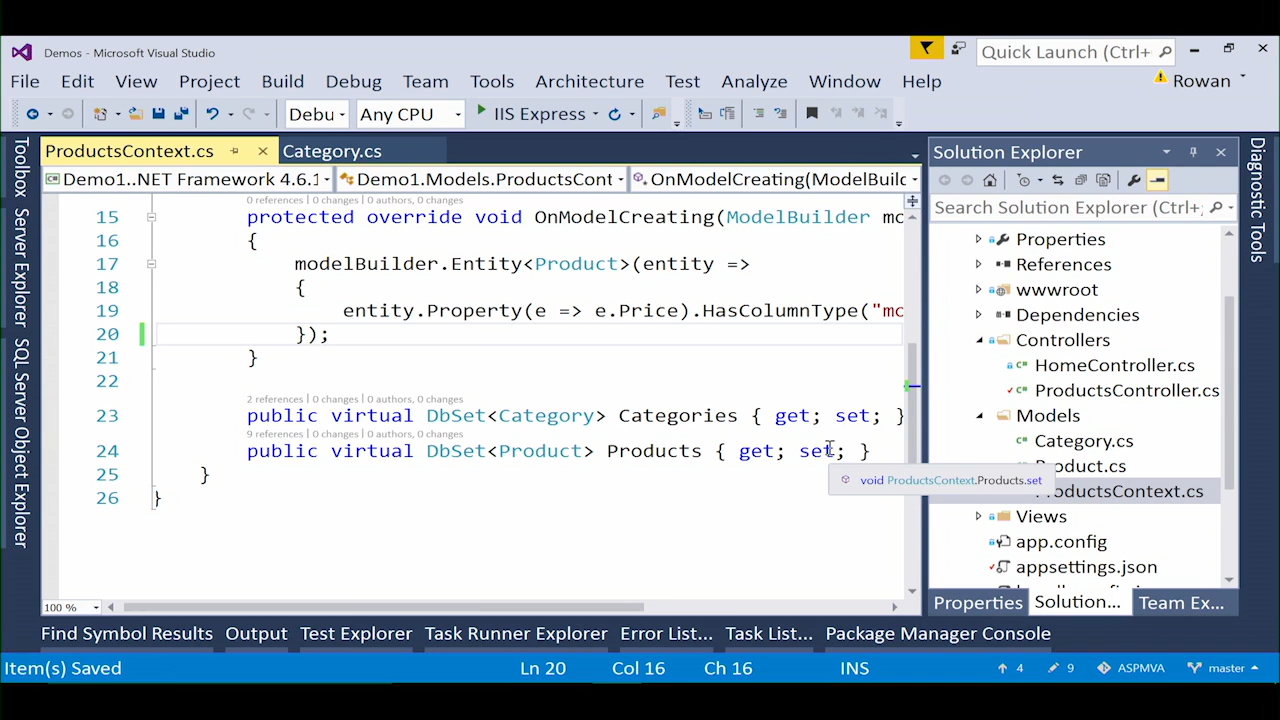 Demos - Microsoft Visual Studio
Quick Launch (Ctrl+
File Edit View Project Build Debug Team Tools Architecture Test Analyze Window Help
Rowan
Debu Any CPU IIS Express
Toolbox
Server Explorer
SQL Server Object Explorer
ProductsContext.cs Category.cs
Demo1..NET Framework 4.6.1 Demo1.Models.ProductsCont OnModelCreating(ModelBuilc
0 references | 0 changes | 0 authors, 0 changes
15 protected override void OnModelCreating(ModelBuilder mo
16 {
17 modelBuilder.Entity<Product>(entity =>
18 {
19 entity.Property(e => e.Price).HasColumnType("mo
20 });
21 }
22
2 references | 0 changes | 0 authors, 0 changes
23 public virtual DbSet<Category> Categories { get; set; }
9 references | 0 changes | 0 authors, 0 changes
24 public virtual DbSet<Product> Products { get; set; }
25 }
26 }
void ProductsContext.Products.set
100 %
Solution Explorer
Search Solution Explorer (Ctrl+;
Properties
References
wwwroot
Dependencies
Controllers
HomeController.cs
ProductsController.cs
Models
Category.cs
oduct.cs
oductsContext.cs
Views
app.config
appsettings.json
Properties Solution... Team Ex...
Diagnostic Tools
Find Symbol Results Output Test Explorer Task Runner Explorer Error List... Task List... Package Manager Console
Item(s) Saved Ln 20 Col 16 Ch 16 INS 4 9 ASPMVA master